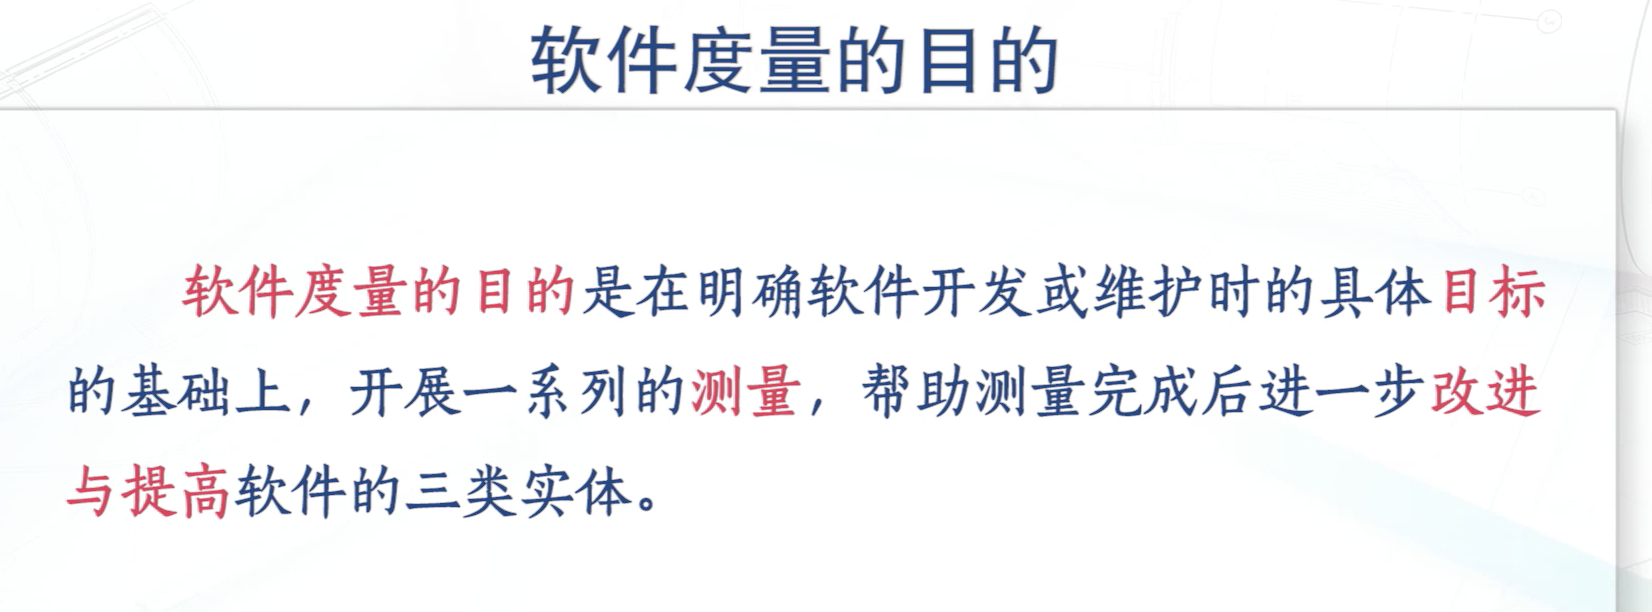 软件度量的目的
软件度量的目的是在明确软件开发或维护时的具体目标
的基础上，开展一系列的测量，帮助测量完成后进一步改进
与提高软件的三类实体。